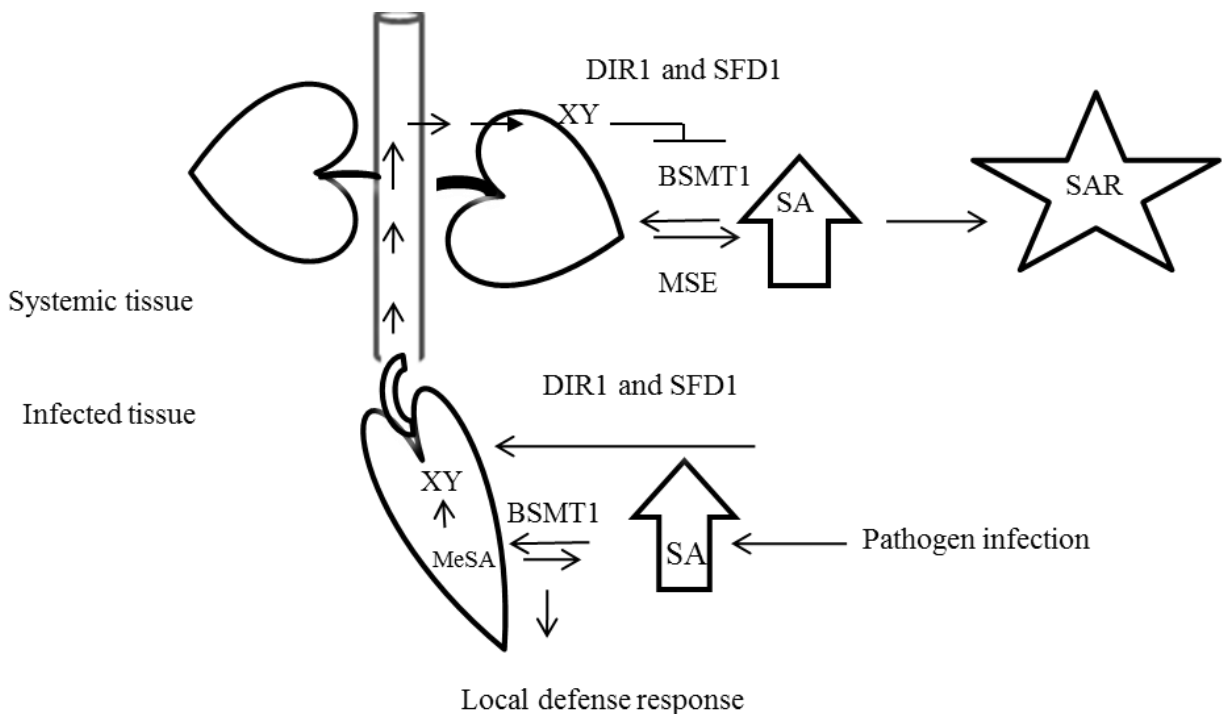 DIR1 and SFD1
XY
BSMT1
SA
SAR
MSE
Systemic tissue
DIR1 and SFD1
Infected tissue
XY
BSMT1
Pathogen infection
SA
MeSA
Local defense response